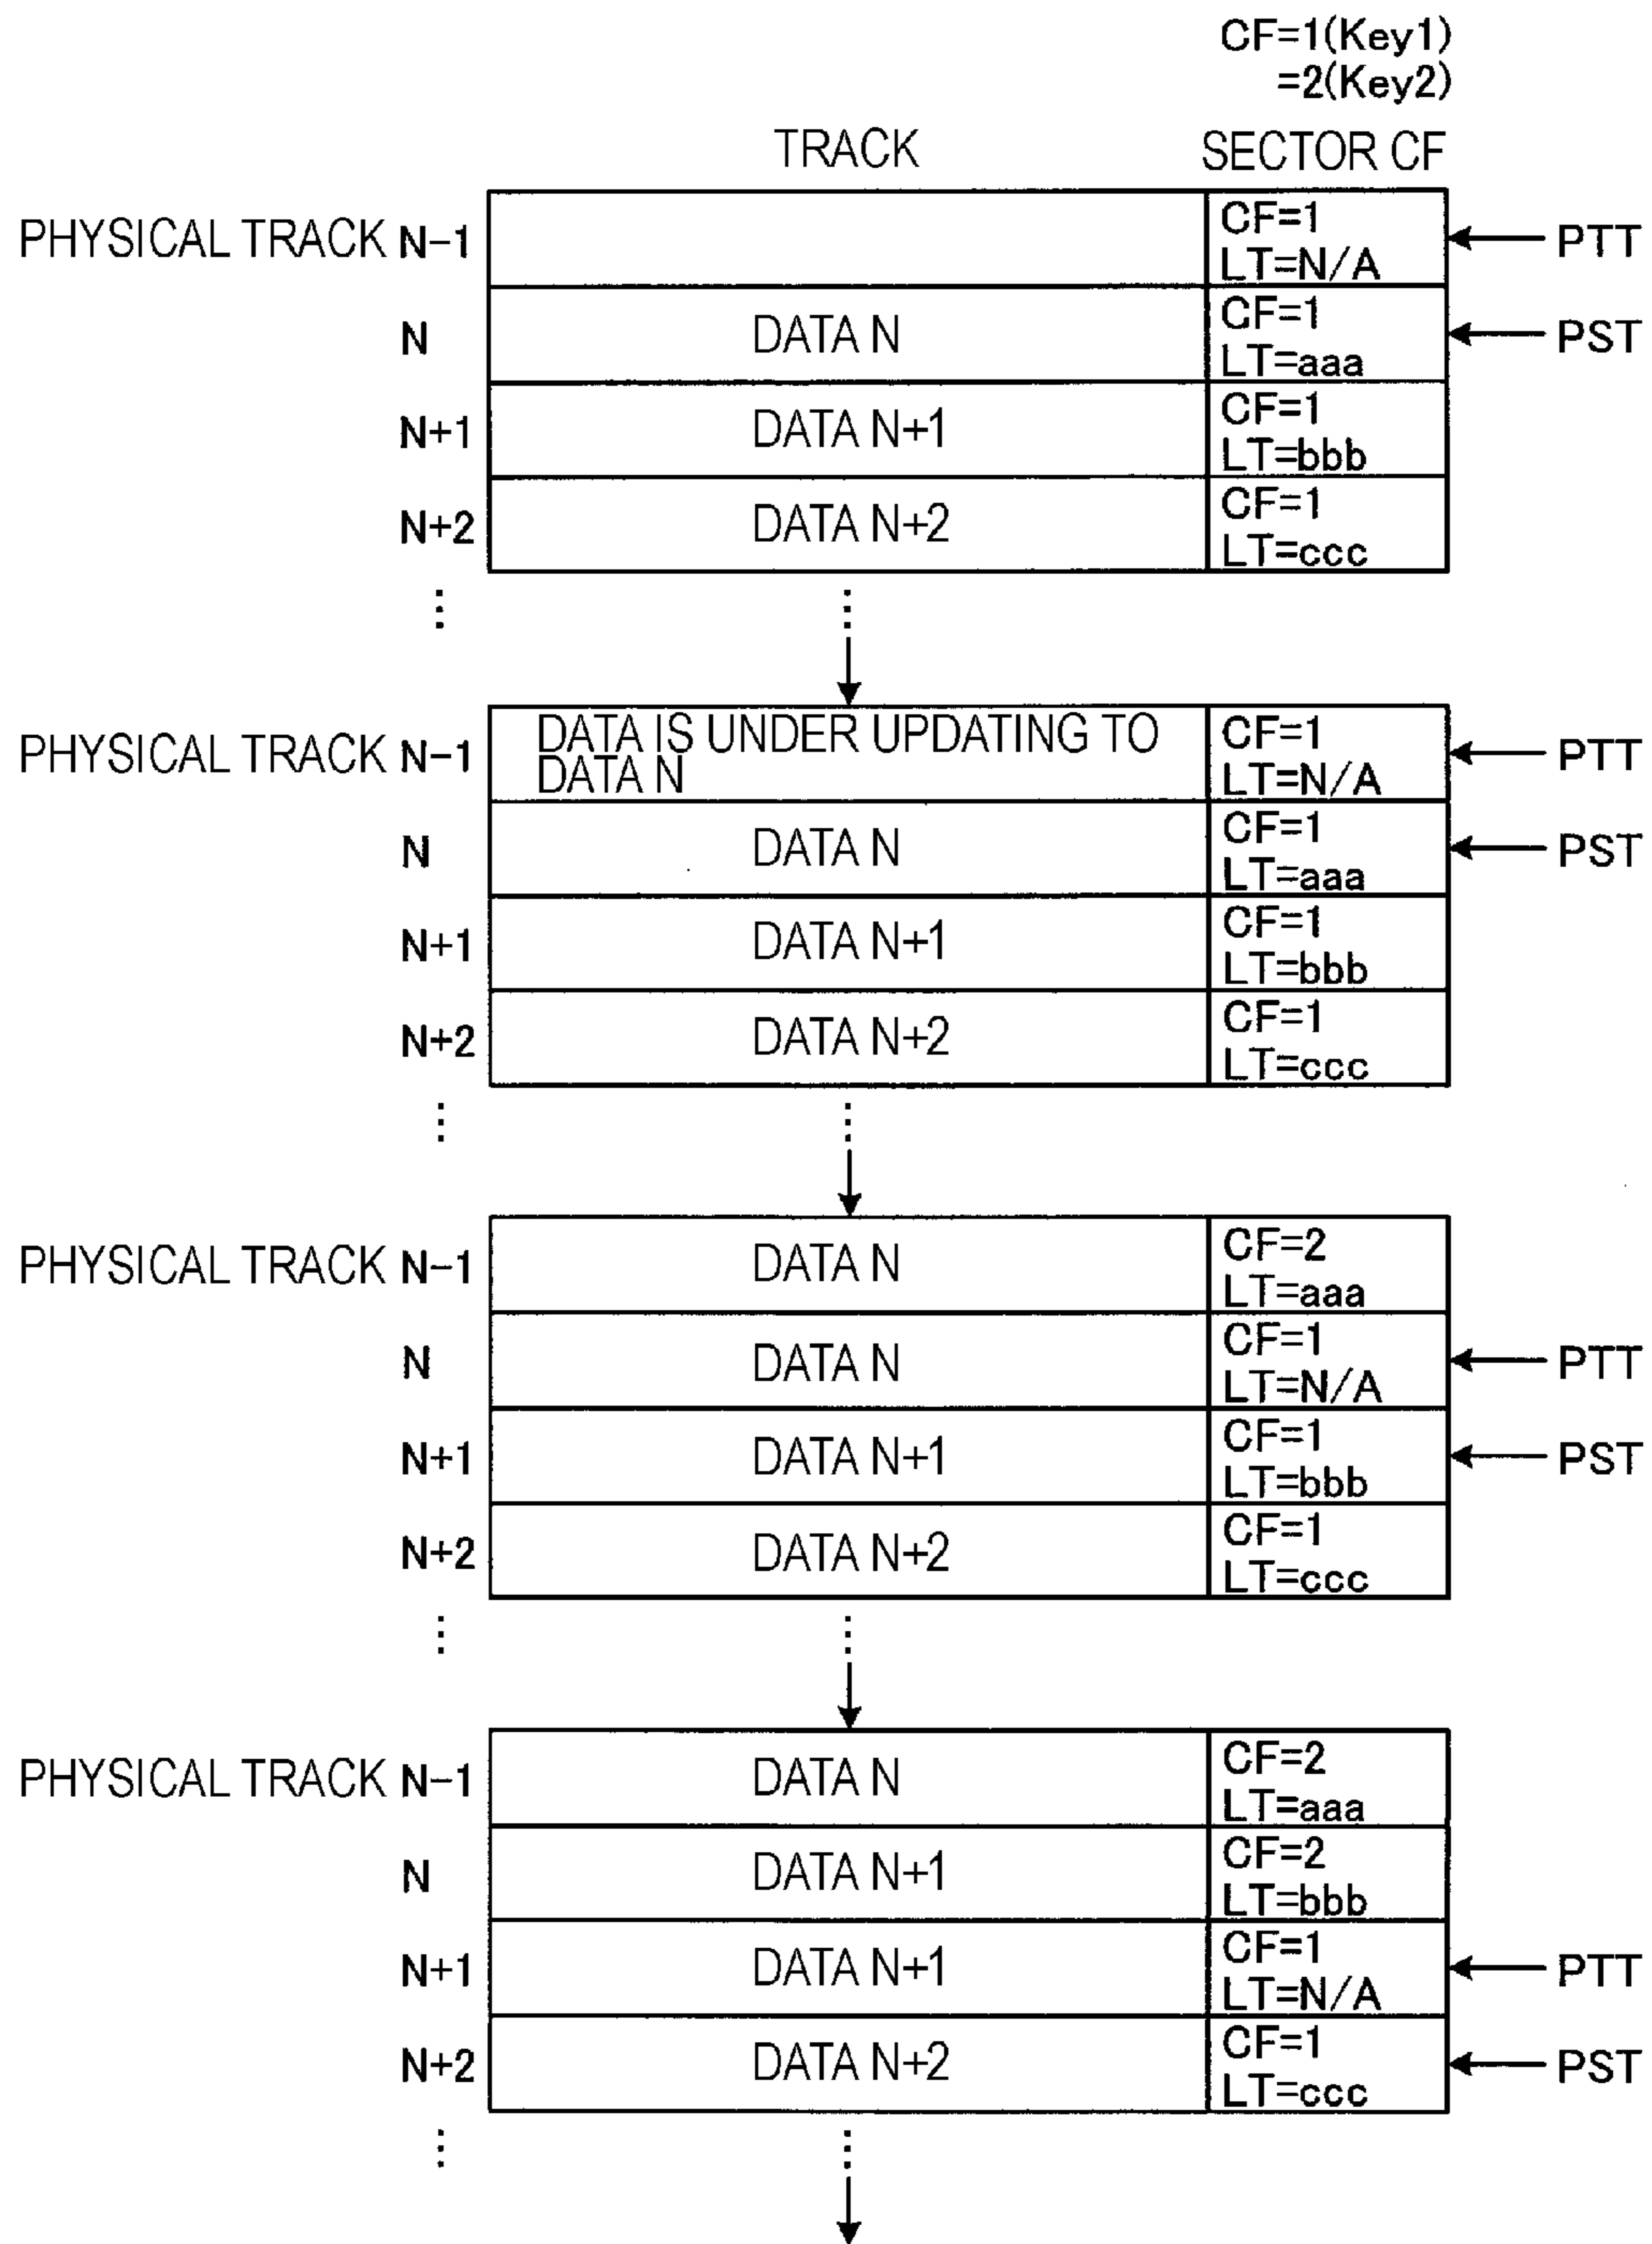 CF=1(Key1)
=2(Key2)
TRACK SECTOR CF
PHYSICAL TRACK N-1 CF=1 PTT
LT=N/A
N DATA N CF=1 PST
LT=aaa
N+1 DATA N+1 CF=1
LT=bbb
N+2 DATA N+2 CF=1
LT=ccc
PHYSICAL TRACK N-1 DATA IS UNDER UPDATING TO CF=1 PTT
DATA N LT=N/A
N DATA N CF=1 PST
LT=aaa
N+1 DATA N+1 CF=1
LT=bbb
N+2 DATA N+2 CF=1
LT=ccc
PHYSICAL TRACK N-1 DATA N CF=2
LT=aaa
N DATA N CF=1 PTT
LT=N/A
N+1 DATA N+1 CF=1 PST
LT=bbb
N+2 DATA N+2 CF=1
LT=ccc
PHYSICAL TRACK N-1 DATA N CF=2
LT=aaa
N DATA N+1 CF=2
LT=bbb
N+1 DATA N+1 CF=1 PTT
LT=N/A
N+2 DATA N+2 CF=1 PST
LT=ccc